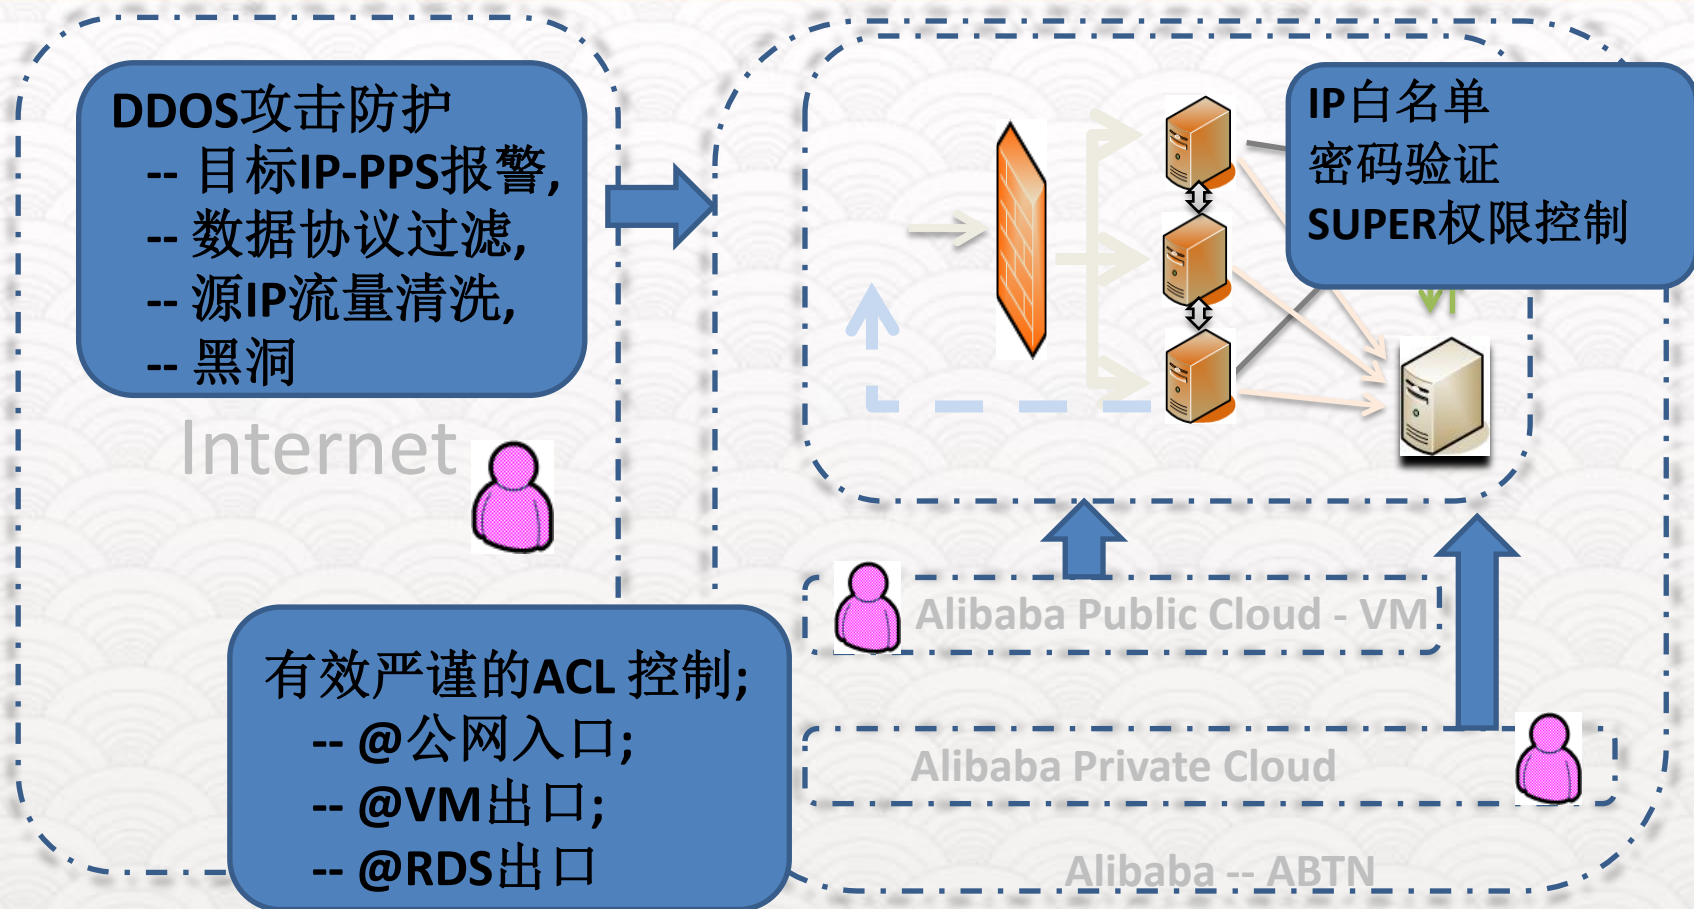 DDOS攻击防护
-- 目标IP-PPS报警,
-- 数据协议过滤,
-- 源IP流量清洗,
-- 黑洞
Internet
IP白名单
密码验证
SUPER权限控制
Alibaba Public Cloud - VM
有效严谨的ACL 控制;
-- @公网入口;
-- @VM出口;
-- @RDS出口
Alibaba Private Cloud
Alibaba -- ABTN